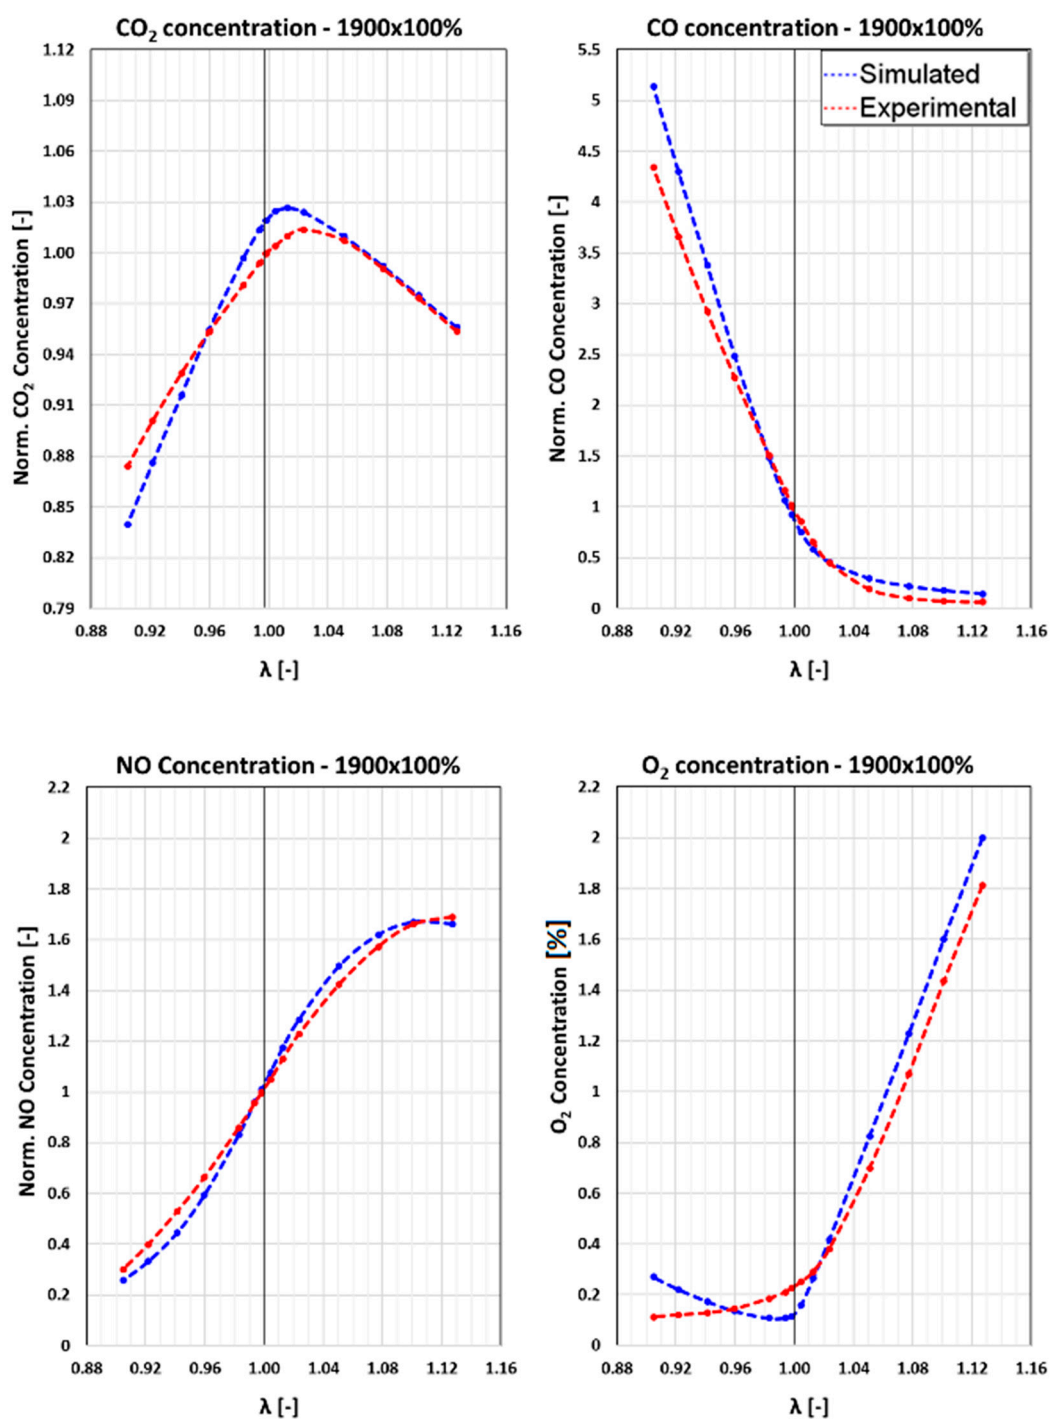 CO₂ concentration - 1900x100%
Norm. CO₂ Concentration [-]
1.12
1.09
1.06
1.03
1.00
0.97
0.94
0.91
0.88
0.85
0.82
0.79
0.88 0.92 0.96 1.00 1.04 1.08 1.12 1.16
λ [-]
CO concentration - 1900x100%
Simulated
Experimental
Norm. CO Concentration [-]
5.5
5
4.5
4
3.5
3
2.5
2
1.5
1
0.5
0
0.88 0.92 0.96 1.00 1.04 1.08 1.12 1.16
λ [-]
NO Concentration - 1900x100%
Norm. NO Concentration [-]
2.2
2
1.8
1.6
1.4
1.2
1
0.8
0.6
0.4
0.2
0
0.88 0.92 0.96 1.00 1.04 1.08 1.12 1.16
λ [-]
O₂ concentration - 1900x100%
O₂ Concentration [%]
2.2
2
1.8
1.6
1.4
1.2
1
0.8
0.6
0.4
0.2
0
0.88 0.92 0.96 1.00 1.04 1.08 1.12 1.16
λ [-]